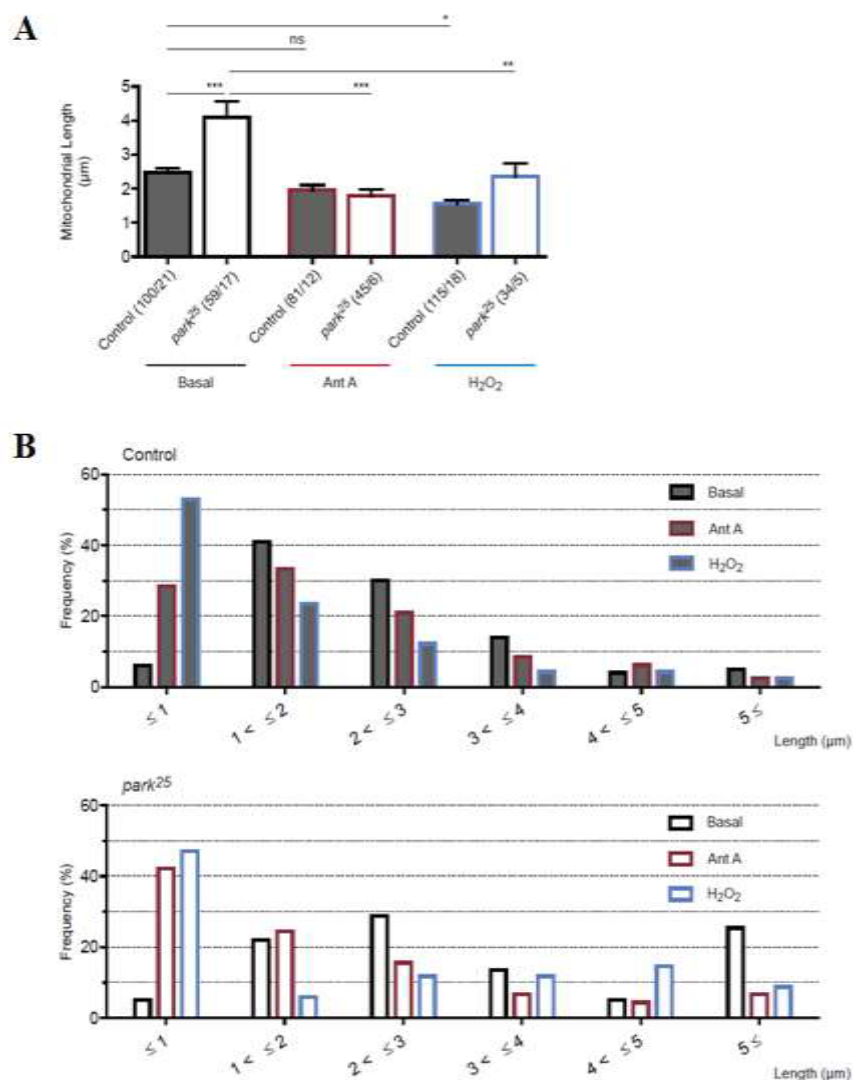 A
*
ns
**
*** ***
5
4
3
2
1
0
Mitochondrial Length
(µm)
Control (100/21)
park²⁵ (59/17)
Control (81/12)
park²⁵ (45/6)
Control (115/18)
park²⁵ (34/5)
Basal Ant A H₂O₂
B
Control
60
40
20
0
Frequency (%)
Basal
Ant A
H₂O₂
≤ 1 1 < ≤ 2 2 < ≤ 3 3 < ≤ 4 4 < ≤ 5 5 ≤
Length (µm)
park²⁵
60
40
20
0
Frequency (%)
Basal
Ant A
H₂O₂
≤ 1 1 < ≤ 2 2 < ≤ 3 3 < ≤ 4 4 < ≤ 5 5 ≤
Length (µm)